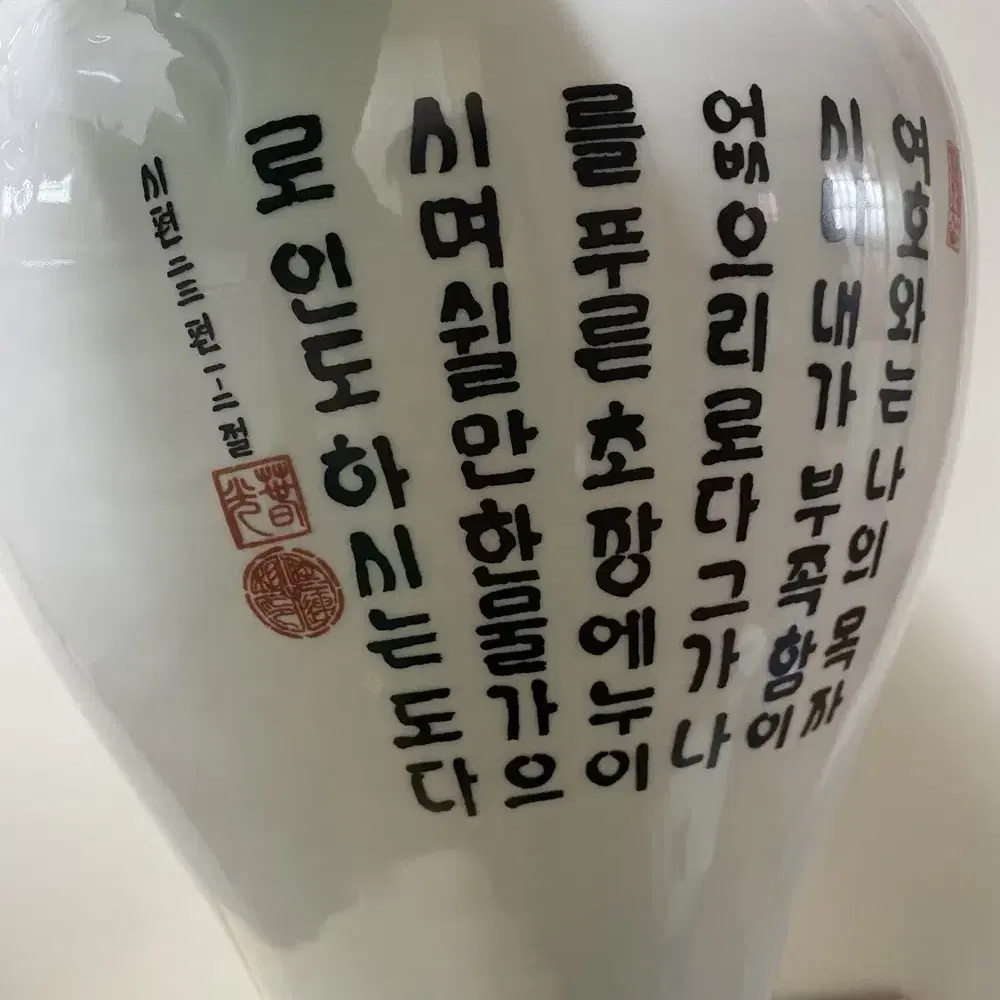 여호와는 나의 목자
시니 내가 부족함이
없으리로다 그가 나
를 푸른 초장에 누이
시며 쉴만한 물가으
로 인도하시는도다
시편 二三편 一-二절